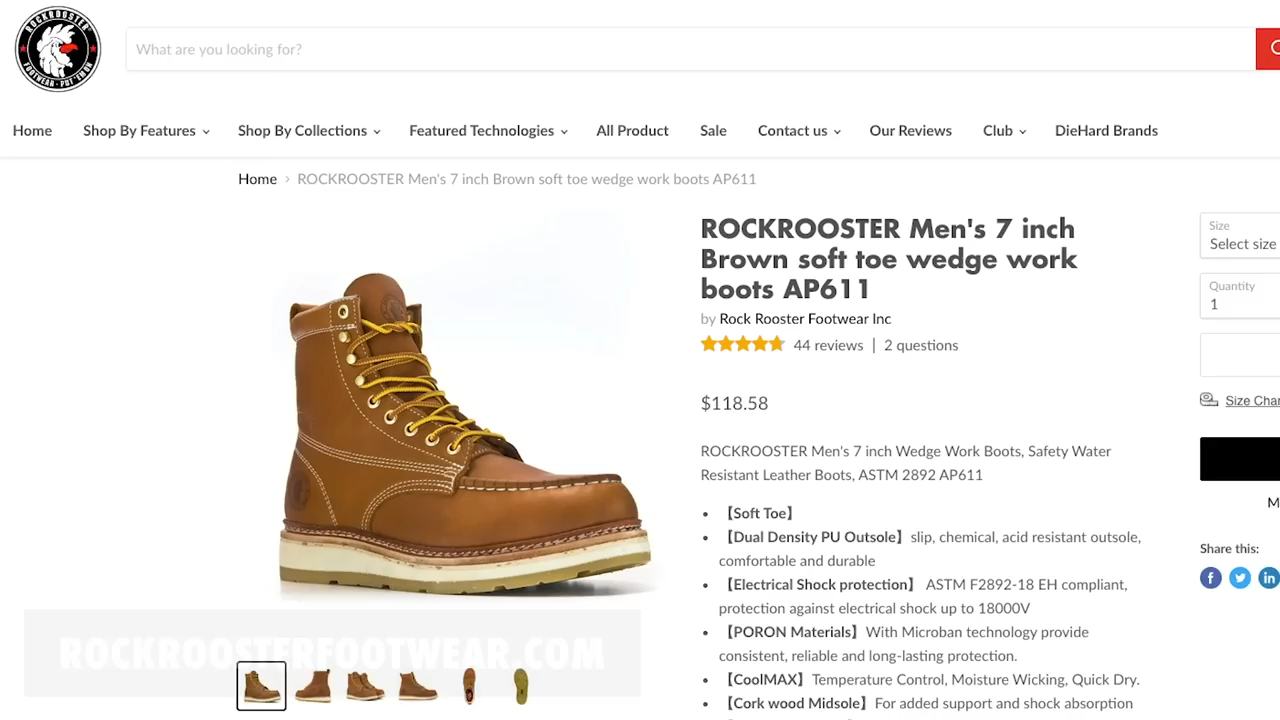 ROCKROOSTER
FOOTWEAR · PUT 'EM ON
What are you looking for?
Home Shop By Features Shop By Collections Featured Technologies All Product Sale Contact us Our Reviews Club DieHard Brands
Home › ROCKROOSTER Men's 7 inch Brown soft toe wedge work boots AP611
ROCKROOSTER Men's 7 inch
Brown soft toe wedge work
boots AP611
by Rock Rooster Footwear Inc
44 reviews | 2 questions
$118.58
ROCKROOSTER Men's 7 inch Wedge Work Boots, Safety Water
Resistant Leather Boots, ASTM 2892 AP611
• 【Soft Toe】
• 【Dual Density PU Outsole】slip, chemical, acid resistant outsole,
comfortable and durable
• 【Electrical Shock protection】 ASTM F2892-18 EH compliant,
protection against electrical shock up to 18000V
• 【PORON Materials】With Microban technology provide
consistent, reliable and long-lasting protection.
• 【CoolMAX】Temperature Control, Moisture Wicking, Quick Dry.
• 【Cork wood Midsole】For added support and shock absorption
Size
Select size
Quantity
1
Size Char
M
Share this:
ROCKROOSTERFOOTWEAR.COM